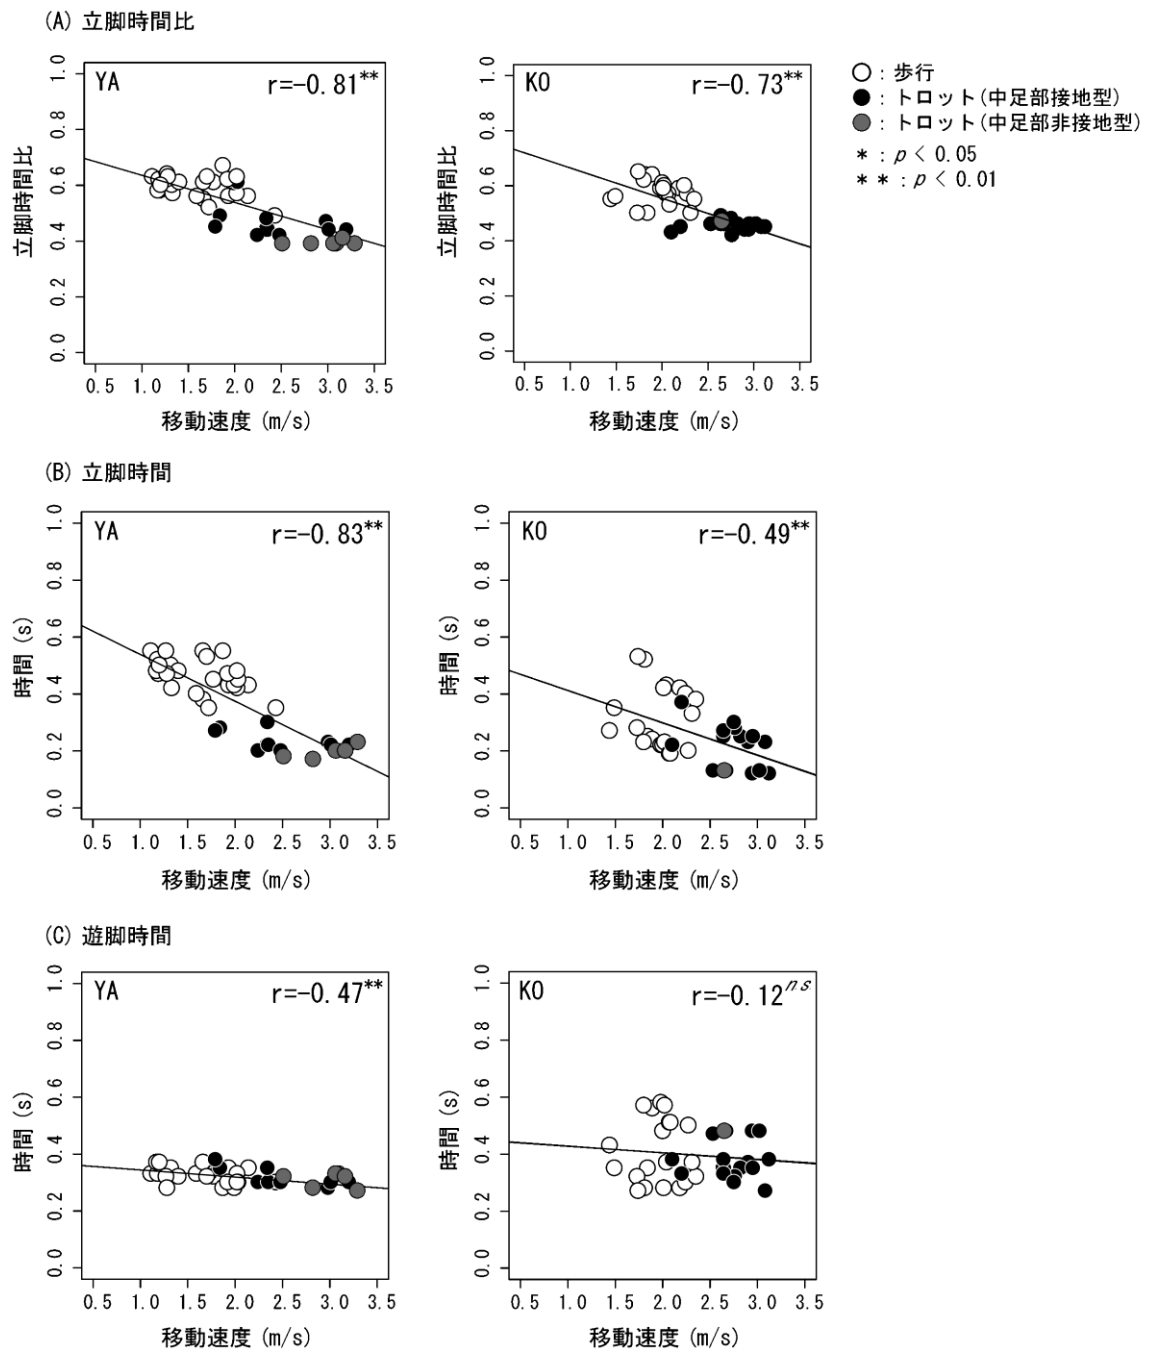 (A) 立脚時間比
YA
r=-0.81**
立脚時間比
1.0
0.8
0.6
0.4
0.2
0.0
0.5 1.0 1.5 2.0 2.5 3.0 3.5
移動速度 (m/s)
KO
r=-0.73**
立脚時間比
1.0
0.8
0.6
0.4
0.2
0.0
0.5 1.0 1.5 2.0 2.5 3.0 3.5
移動速度 (m/s)
○ : 歩行
● : トロット(中足部接地型)
● : トロット(中足部非接地型)
* : p < 0.05
** : p < 0.01
(B) 立脚時間
YA
r=-0.83**
時間 (s)
1.0
0.8
0.6
0.4
0.2
0.0
0.5 1.0 1.5 2.0 2.5 3.0 3.5
移動速度 (m/s)
KO
r=-0.49**
時間 (s)
1.0
0.8
0.6
0.4
0.2
0.0
0.5 1.0 1.5 2.0 2.5 3.0 3.5
移動速度 (m/s)
(C) 遊脚時間
YA
r=-0.47**
時間 (s)
1.0
0.8
0.6
0.4
0.2
0.0
0.5 1.0 1.5 2.0 2.5 3.0 3.5
移動速度 (m/s)
KO
r=-0.12ns
時間 (s)
1.0
0.8
0.6
0.4
0.2
0.0
0.5 1.0 1.5 2.0 2.5 3.0 3.5
移動速度 (m/s)